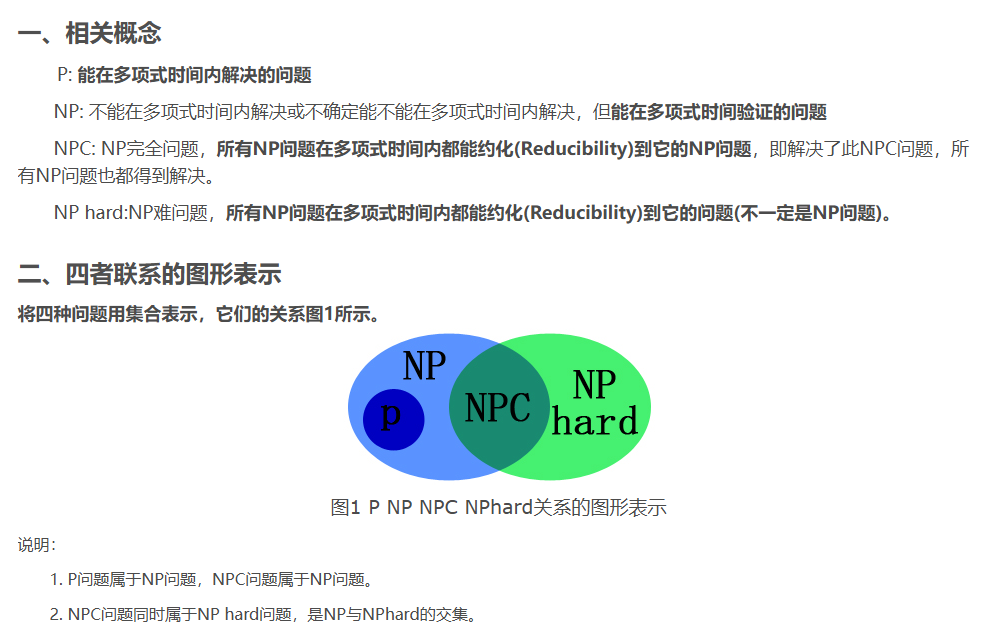 一、相关概念
P: 能在多项式时间内解决的问题
NP: 不能在多项式时间内解决或不确定能不能在多项式时间内解决，但能在多项式时间验证的问题
NPC: NP完全问题，所有NP问题在多项式时间内都能约化(Reducibility)到它的NP问题，即解决了此NPC问题，所
有NP问题也都得到解决。
NP hard:NP难问题，所有NP问题在多项式时间内都能约化(Reducibility)到它的问题(不一定是NP问题)。
二、四者联系的图形表示
将四种问题用集合表示，它们的关系图1所示。
NP
p
NPC
NP
hard
图1 P NP NPC NPhard关系的图形表示
说明：
1. P问题属于NP问题，NPC问题属于NP问题。
2. NPC问题同时属于NP hard问题，是NP与NPhard的交集。